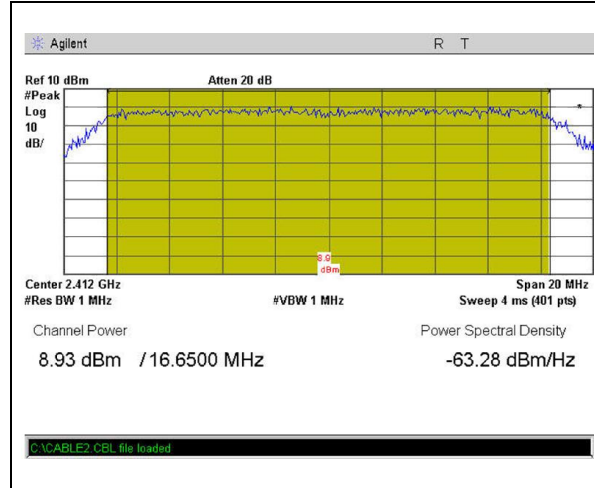 Agilent R T
Ref 10 dBm Atten 20 dB
#Peak
Log
10
dB/
*
8.9
dBm
Center 2.412 GHz Span 20 MHz
#Res BW 1 MHz #VBW 1 MHz Sweep 4 ms (401 pts)
Channel Power Power Spectral Density
8.93 dBm / 16.6500 MHz -63.28 dBm/Hz
C:\CABLE2.CBL file loaded